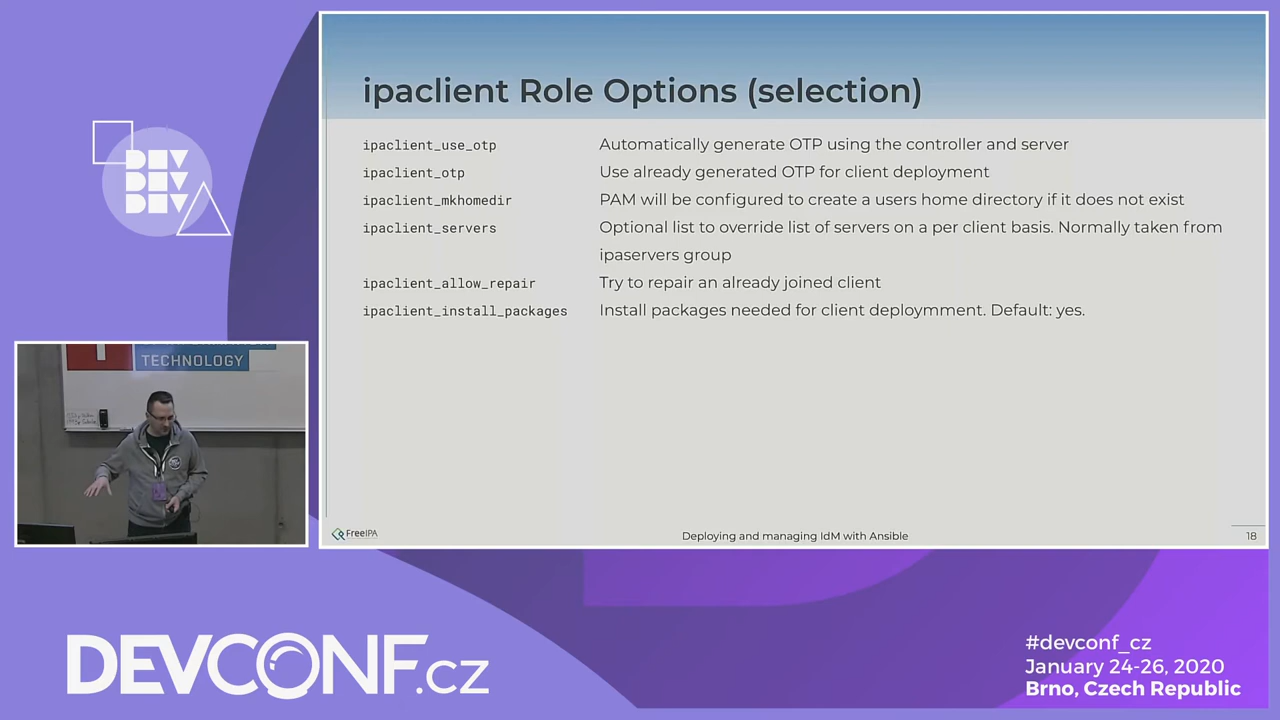 ipaclient Role Options (selection)
ipaclient_use_otp Automatically generate OTP using the controller and server
ipaclient_otp Use already generated OTP for client deployment
ipaclient_mkhomedir PAM will be configured to create a users home directory if it does not exist
ipaclient_servers Optional list to override list of servers on a per client basis. Normally taken from
ipaservers group
ipaclient_allow_repair Try to repair an already joined client
ipaclient_install_packages Install packages needed for client deploymment. Default: yes.
FreeIPA
Deploying and managing IdM with Ansible
18
DEV
DEV
DEV
TECHNOLOGY
DEVCONF.cz
#devconf_cz
January 24-26, 2020
Brno, Czech Republic